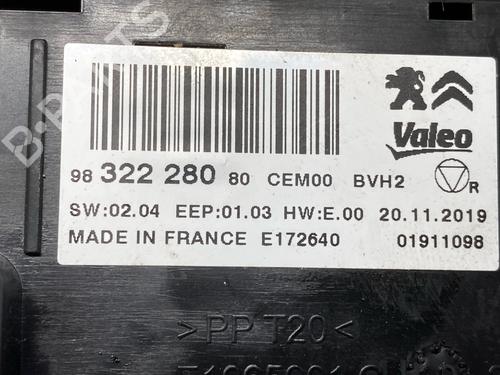 Valeo
98 322 280 80 CEM00 BVH2 R
SW:02.04 EEP:01.03 HW:E.00 20.11.2019
MADE IN FRANCE E172640 01911098
>PP T20<
B-PARTS